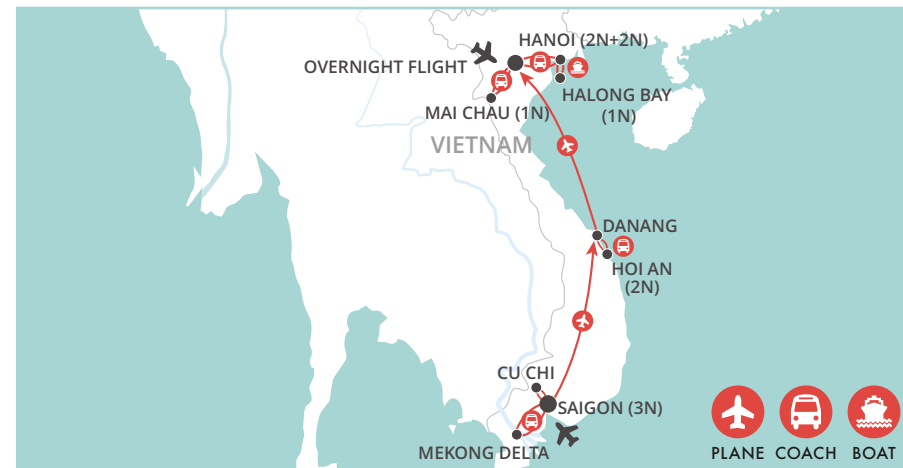 HANOI (2N+2N)
OVERNIGHT FLIGHT
HALONG BAY
(1N)
MAI CHAU (1N)
VIETNAM
DANANG
HOI AN
(2N)
CU CHI
SAIGON (3N)
MEKONG DELTA
PLANE COACH BOAT